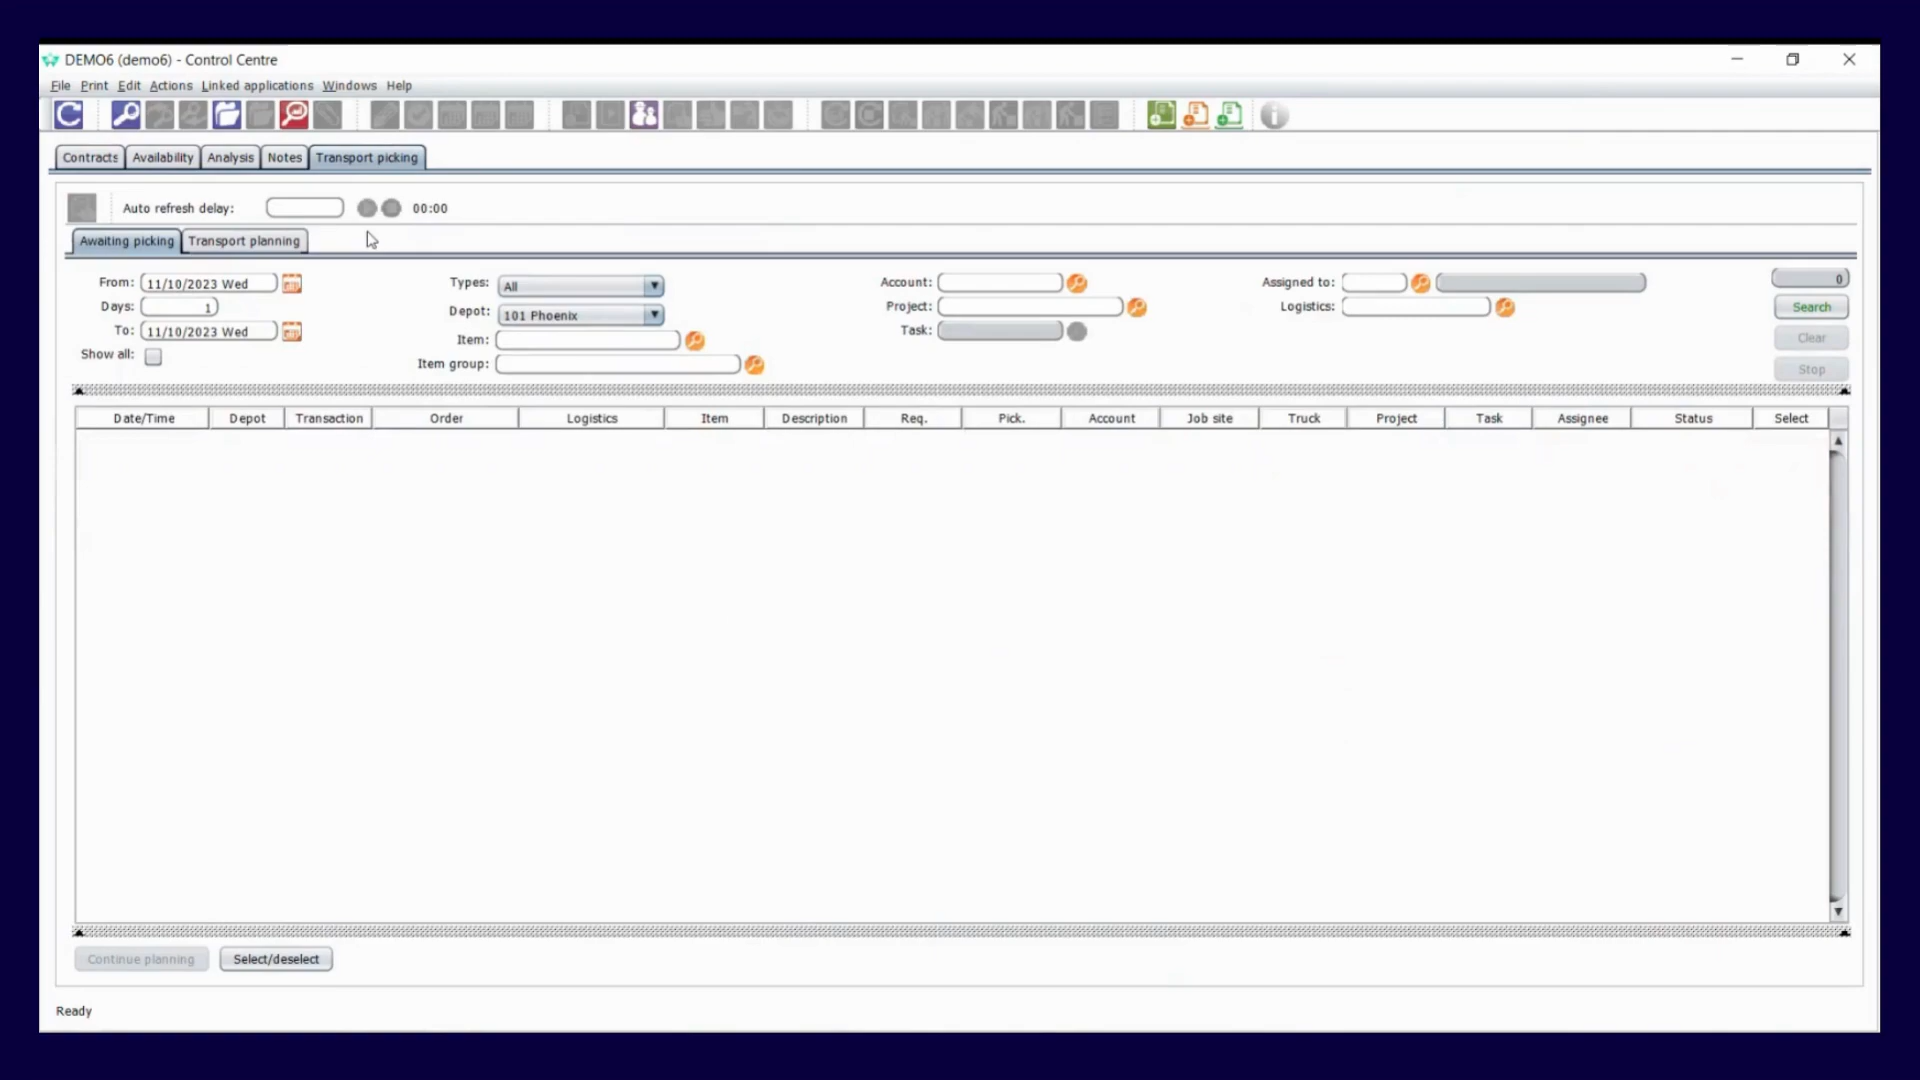 DEMO6 (demo6) - Control Centre
File Print Edit Actions Linked applications Windows Help
Contracts Availability Analysis Notes Transport picking
Auto refresh delay: 00:00
Awaiting picking Transport planning
From: 11/10/2023 Wed Types: All Account: Assigned to: 0
Days: 1 Depot: 101 Phoenix Project: Logistics: Search
To: 11/10/2023 Wed Item: Task: Clear
Show all: Item group: Stop
Date/Time Depot Transaction Order Logistics Item Description Req. Pick. Account Job site Truck Project Task Assignee Status Select
Continue planning Select/deselect
Ready